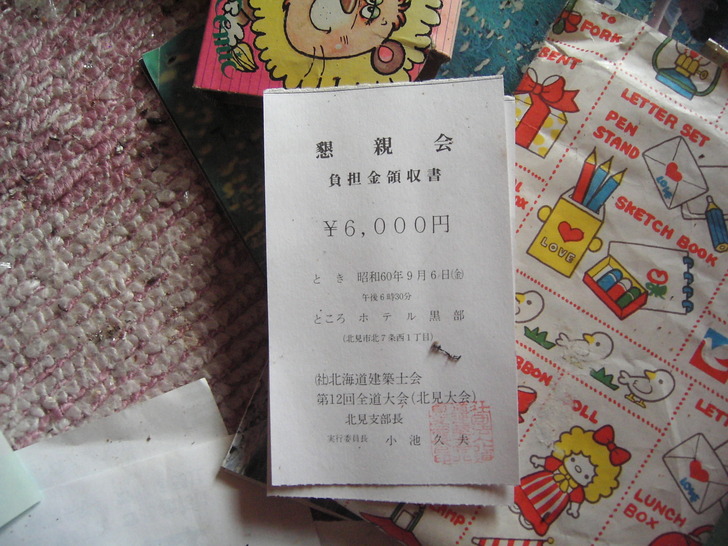 懇親会
負担金領収書
¥6,000円
とき 昭和60年9月6日(金)
午後6時30分
ところ ホテル黒部
(北見市北7条西1丁目)
(社)北海道建築士会
第12回全道大会(北見大会)
北見支部長
実行委員長 小池久夫
TO
FORK
LETTER SET
PEN
STAND
SKETCH BOOK
LOVE
LOVE
LUNCH
BOX